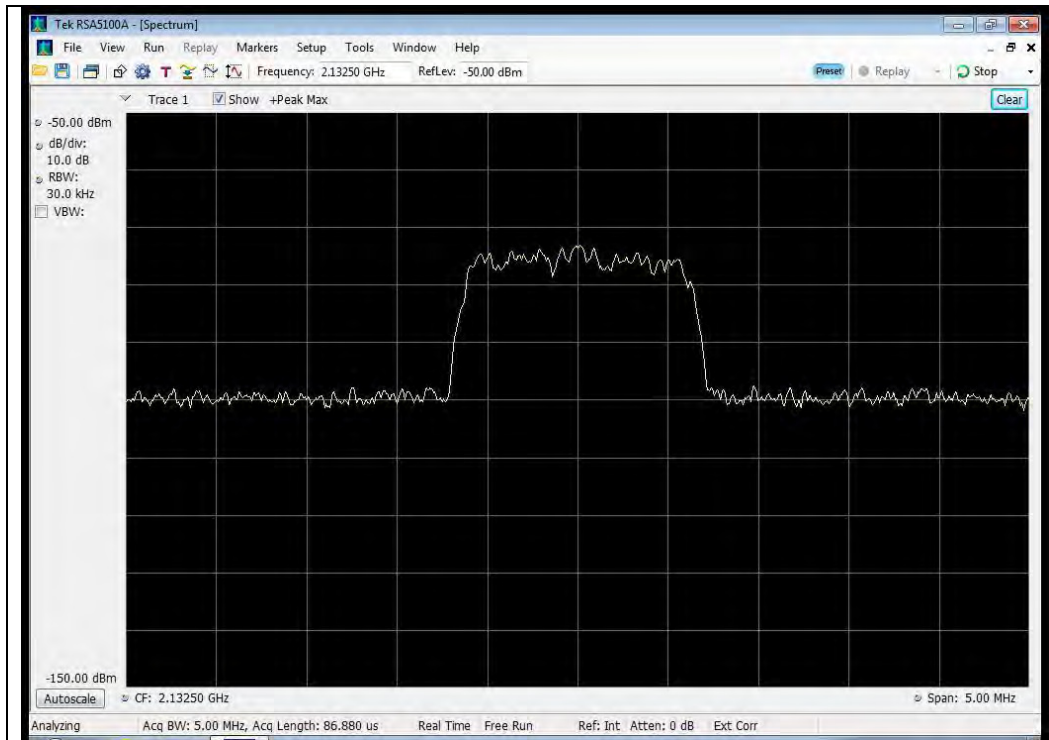 Tek RSA5100A - [Spectrum]
File View Run Replay Markers Setup Tools Window Help
T Frequency: 2.13250 GHz RefLev: -50.00 dBm Preset Replay Stop
Trace 1 Show +Peak Max Clear
-50.00 dBm
dB/div:
10.0 dB
RBW:
30.0 kHz
VBW:
-150.00 dBm
Autoscale CF: 2.13250 GHz Span: 5.00 MHz
Analyzing Acq BW: 5.00 MHz, Acq Length: 86.880 us Real Time Free Run Ref: Int Atten: 0 dB Ext Corr